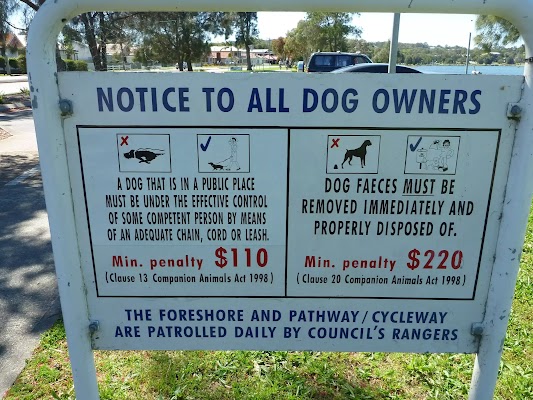 NOTICE TO ALL DOG OWNERS
A DOG THAT IS IN A PUBLIC PLACE
MUST BE UNDER THE EFFECTIVE CONTROL
OF SOME COMPETENT PERSON BY MEANS
OF AN ADEQUATE CHAIN, CORD OR LEASH.
Min. penalty $110
(Clause 13 Companion Animals Act 1998)
DOG FAECES MUST BE
REMOVED IMMEDIATELY AND
PROPERLY DISPOSED OF.
Min. penalty $220
(Clause 20 Companion Animals Act 1998)
THE FORESHORE AND PATHWAY/CYCLEWAY
ARE PATROLLED DAILY BY COUNCIL'S RANGERS